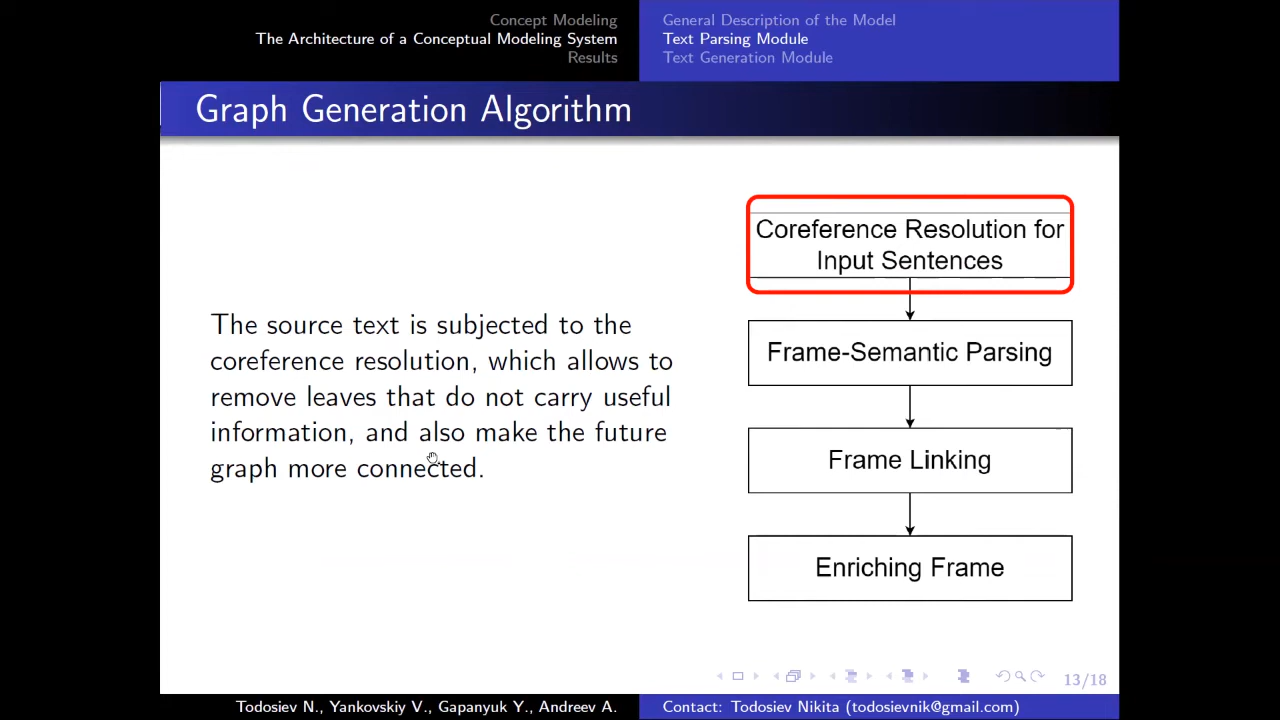 Concept Modeling
The Architecture of a Conceptual Modeling System
Results
General Description of the Model
Text Parsing Module
Text Generation Module
Graph Generation Algorithm
The source text is subjected to the
coreference resolution, which allows to
remove leaves that do not carry useful
information, and also make the future
graph more connected.
Coreference Resolution for
Input Sentences
Frame-Semantic Parsing
Frame Linking
Enriching Frame
13/18
Todosiev N., Yankovskiy V., Gapanyuk Y., Andreev A.
Contact: Todosiev Nikita (todosievnik@gmail.com)